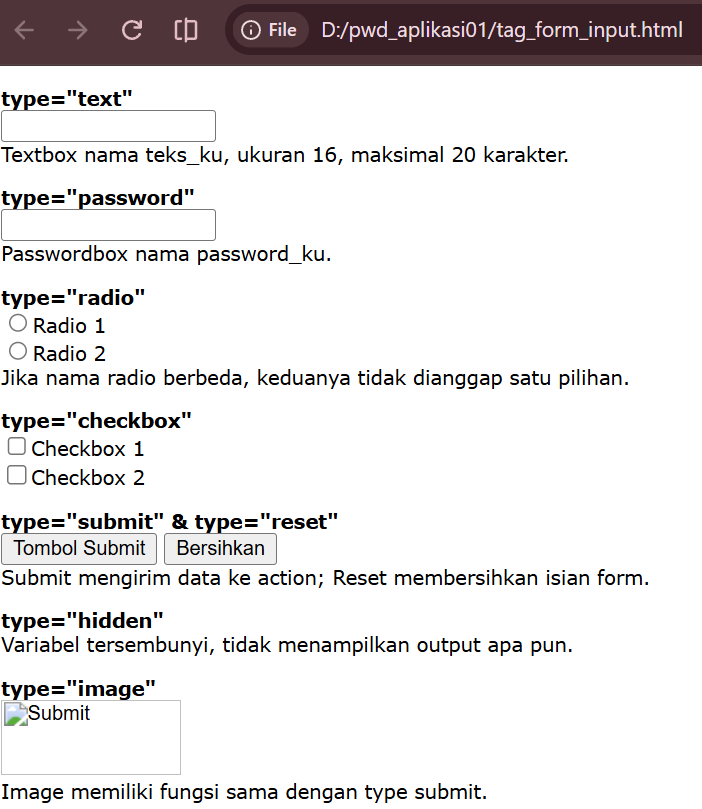 File D:/pwd_aplikasi01/tag_form_input.html
type="text"
Textbox nama teks_ku, ukuran 16, maksimal 20 karakter.
type="password"
Passwordbox nama password_ku.
type="radio"
Radio 1
Radio 2
Jika nama radio berbeda, keduanya tidak dianggap satu pilihan.
type="checkbox"
Checkbox 1
Checkbox 2
type="submit" & type="reset"
Tombol Submit Bersihkan
Submit mengirim data ke action; Reset membersihkan isian form.
type="hidden"
Variabel tersembunyi, tidak menampilkan output apa pun.
type="image"
Submit
Image memiliki fungsi sama dengan type submit.